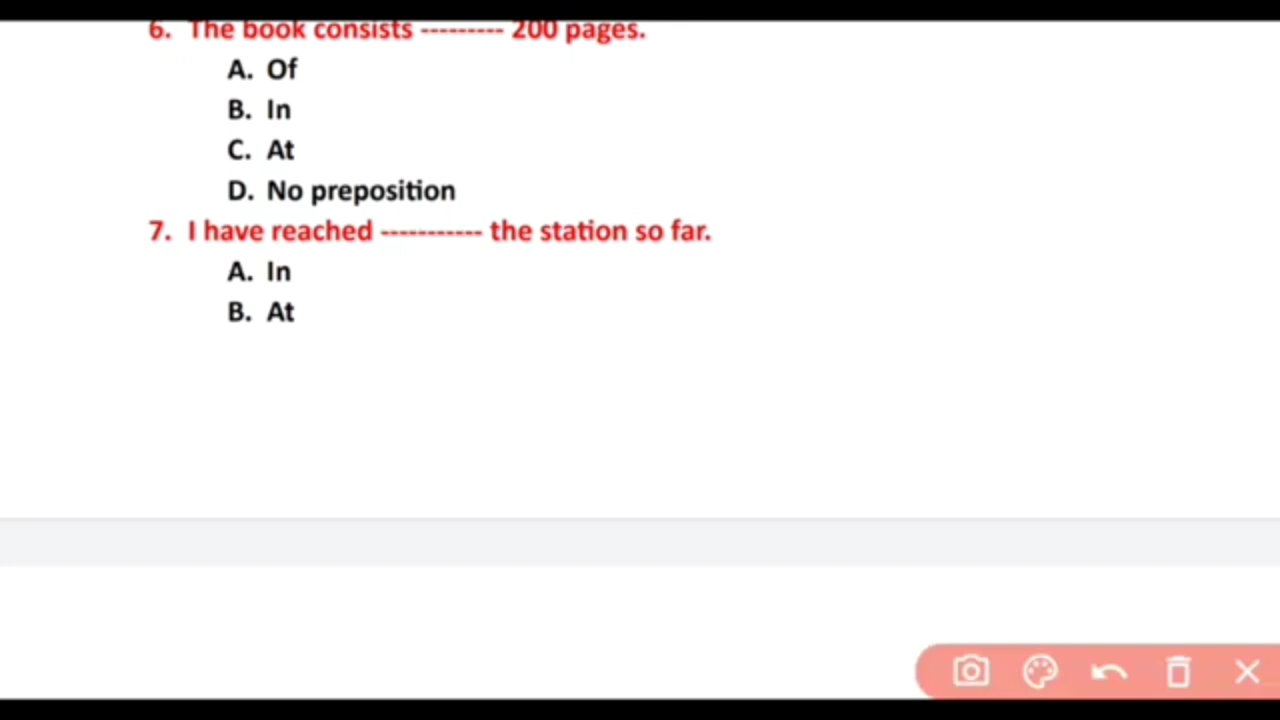 6. The book consists --------- 200 pages.
A. Of
B. In
C. At
D. No preposition
7. I have reached ----------- the station so far.
A. In
B. At